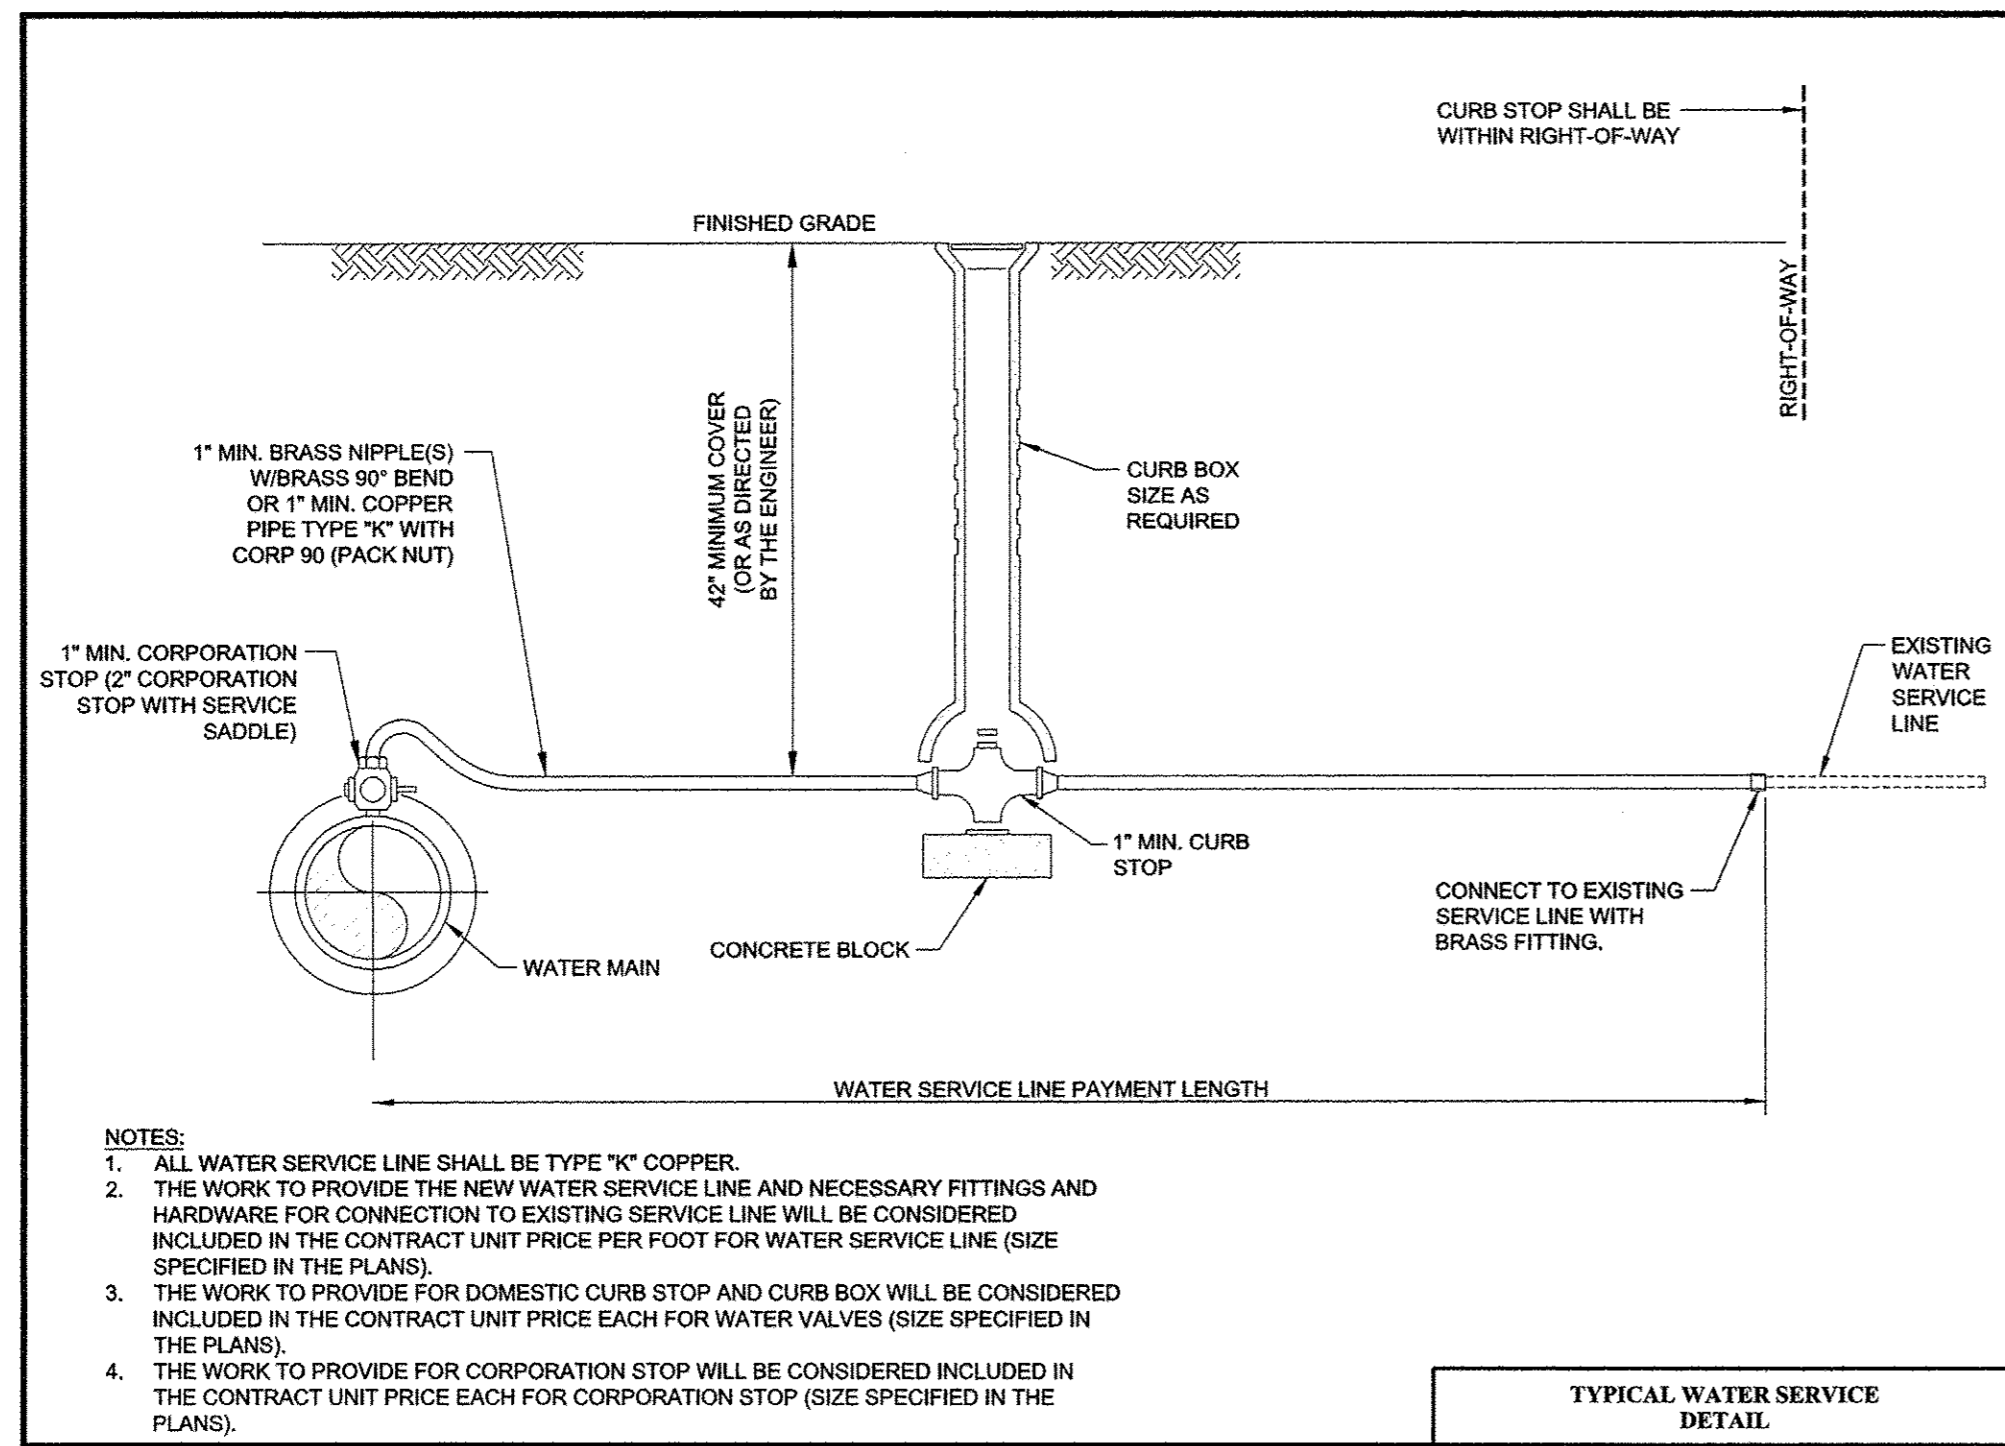 CURB STOP SHALL BE
WITHIN RIGHT-OF-WAY
FINISHED GRADE
RIGHT-OF-WAY
42" MINIMUM COVER
(OR AS DIRECTED
BY THE ENGINEER)
1" MIN. BRASS NIPPLE(S)
W/BRASS 90° BEND
OR 1" MIN. COPPER
PIPE TYPE "K" WITH
CORP 90 (PACK NUT)
CURB BOX
SIZE AS
REQUIRED
1" MIN. CORPORATION
STOP (2" CORPORATION
STOP WITH SERVICE
SADDLE)
EXISTING
WATER
SERVICE
LINE
1" MIN. CURB
STOP
CONNECT TO EXISTING
SERVICE LINE WITH
BRASS FITTING.
CONCRETE BLOCK
WATER MAIN
WATER SERVICE LINE PAYMENT LENGTH
NOTES:
1. ALL WATER SERVICE LINE SHALL BE TYPE "K" COPPER.
2. THE WORK TO PROVIDE THE NEW WATER SERVICE LINE AND NECESSARY FITTINGS AND
HARDWARE FOR CONNECTION TO EXISTING SERVICE LINE WILL BE CONSIDERED
INCLUDED IN THE CONTRACT UNIT PRICE PER FOOT FOR WATER SERVICE LINE (SIZE
SPECIFIED IN THE PLANS).
3. THE WORK TO PROVIDE FOR DOMESTIC CURB STOP AND CURB BOX WILL BE CONSIDERED
INCLUDED IN THE CONTRACT UNIT PRICE EACH FOR WATER VALVES (SIZE SPECIFIED IN
THE PLANS).
4. THE WORK TO PROVIDE FOR CORPORATION STOP WILL BE CONSIDERED INCLUDED IN
THE CONTRACT UNIT PRICE EACH FOR CORPORATION STOP (SIZE SPECIFIED IN THE
PLANS).
TYPICAL WATER SERVICE
DETAIL